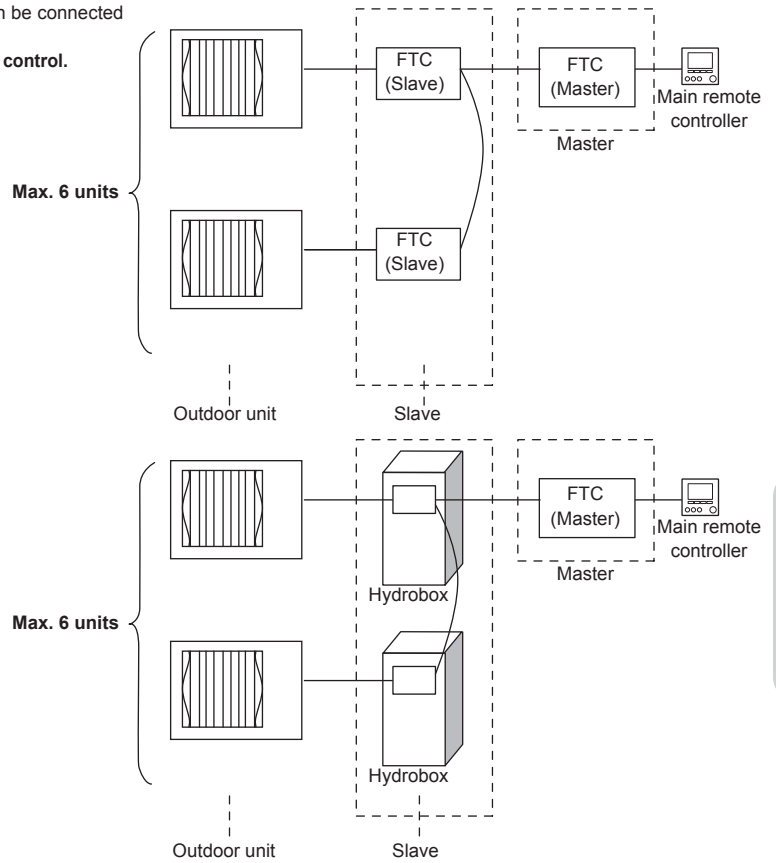 n be connected
control.
Max. 6 units
FTC
(Slave)
FTC
(Master)
Main remote
controller
Master
FTC
(Slave)
Outdoor unit
Slave
Max. 6 units
Hydrobox
FTC
(Master)
Main remote
controller
Master
Hydrobox
Outdoor unit
Slave